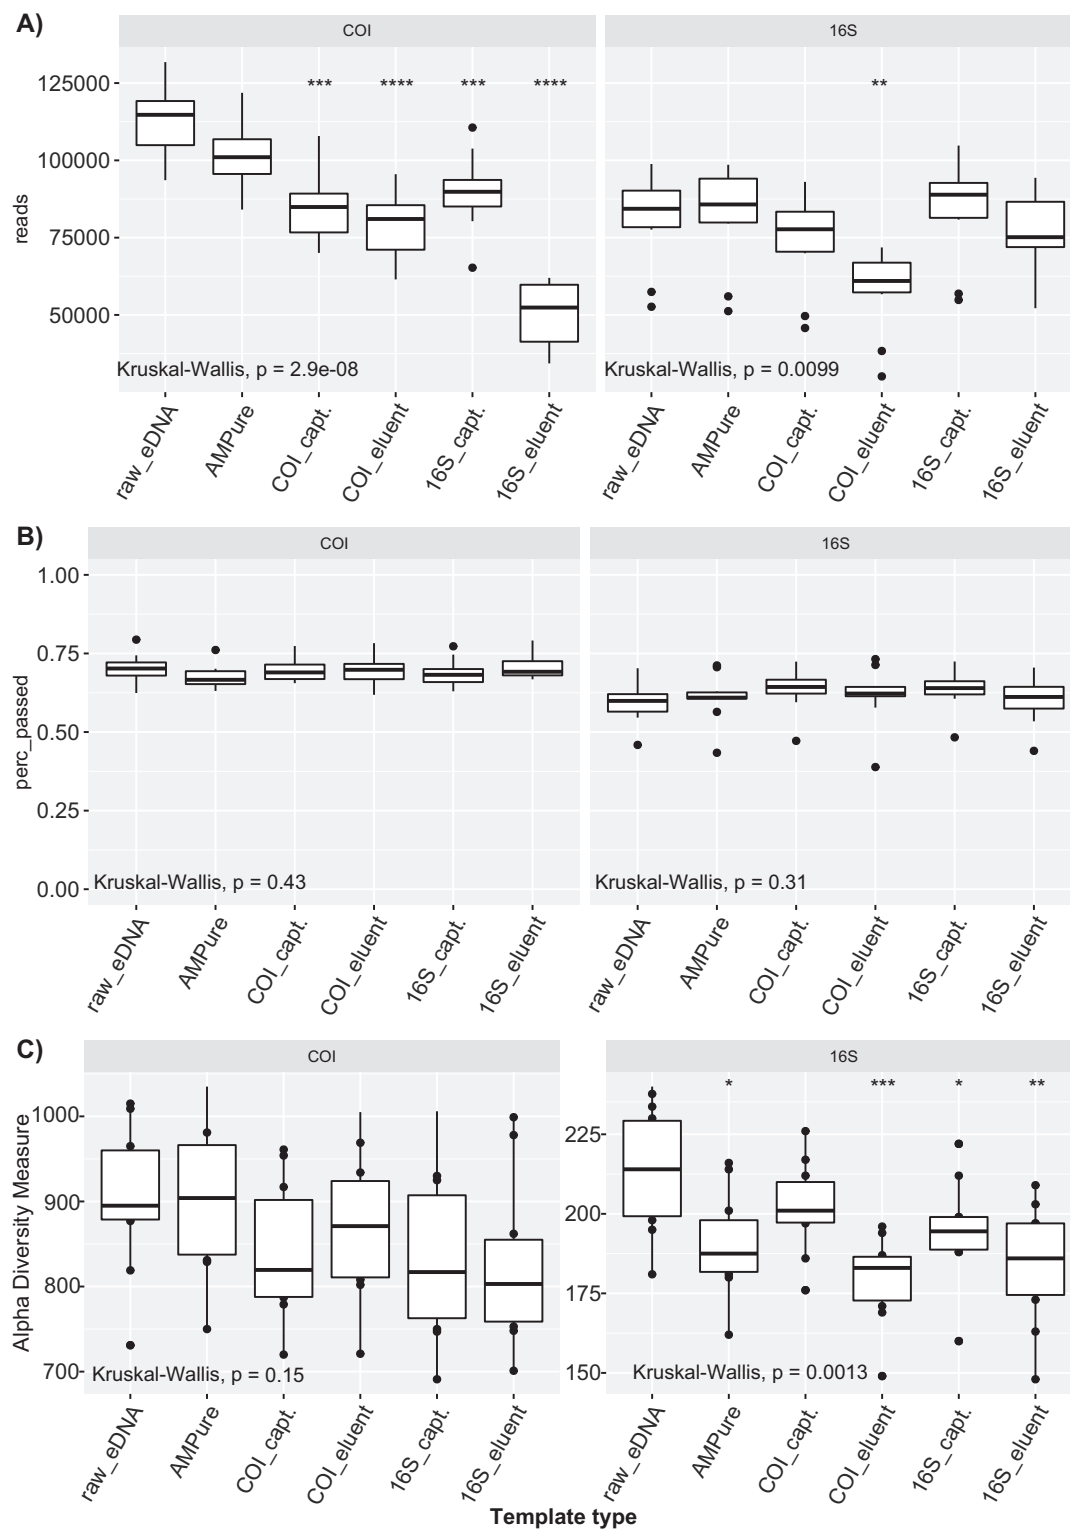 A)
COI
16S
*** **** *** ****
**
125000
100000
75000
50000
reads
Kruskal-Wallis, p = 2.9e-08
Kruskal-Wallis, p = 0.0099
raw_eDNA AMPure COI_capt. COI_eluent 16S_capt. 16S_eluent
raw_eDNA AMPure COI_capt. COI_eluent 16S_capt. 16S_eluent
B)
COI
16S
1.00
0.75
0.50
0.25
0.00
perc_passed
Kruskal-Wallis, p = 0.43
Kruskal-Wallis, p = 0.31
raw_eDNA AMPure COI_capt. COI_eluent 16S_capt. 16S_eluent
raw_eDNA AMPure COI_capt. COI_eluent 16S_capt. 16S_eluent
C)
COI
16S
* *** * **
1000
900
800
700
Alpha Diversity Measure
225
200
175
150
Kruskal-Wallis, p = 0.15
Kruskal-Wallis, p = 0.0013
raw_eDNA AMPure COI_capt. COI_eluent 16S_capt. 16S_eluent
raw_eDNA AMPure COI_capt. COI_eluent 16S_capt. 16S_eluent
Template type